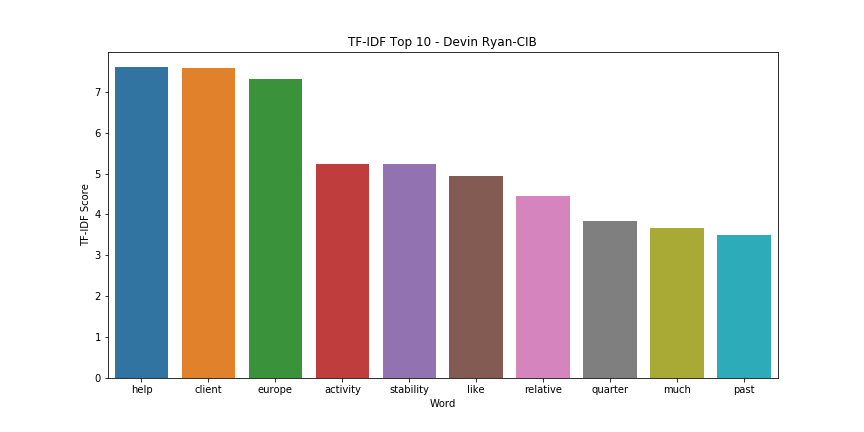 TF-IDF Top 10 - Devin Ryan-CIB
TF-IDF Score
7
6
5
4
3
2
1
0
help client europe activity stability like relative quarter much past
Word